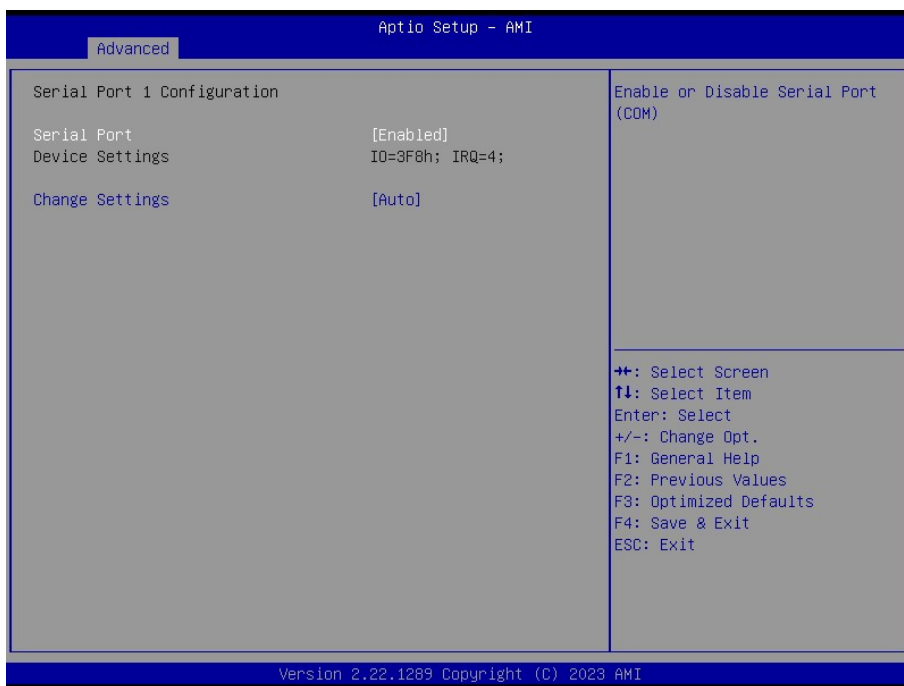 Aptio Setup – AMI
Advanced
Serial Port 1 Configuration
Serial Port [Enabled]
Device Settings IO=3F8h; IRQ=4;
Change Settings [Auto]
Enable or Disable Serial Port
(COM)
→←: Select Screen
↑↓: Select Item
Enter: Select
+/-: Change Opt.
F1: General Help
F2: Previous Values
F3: Optimized Defaults
F4: Save & Exit
ESC: Exit
Version 2.22.1289 Copyright (C) 2023 AMI